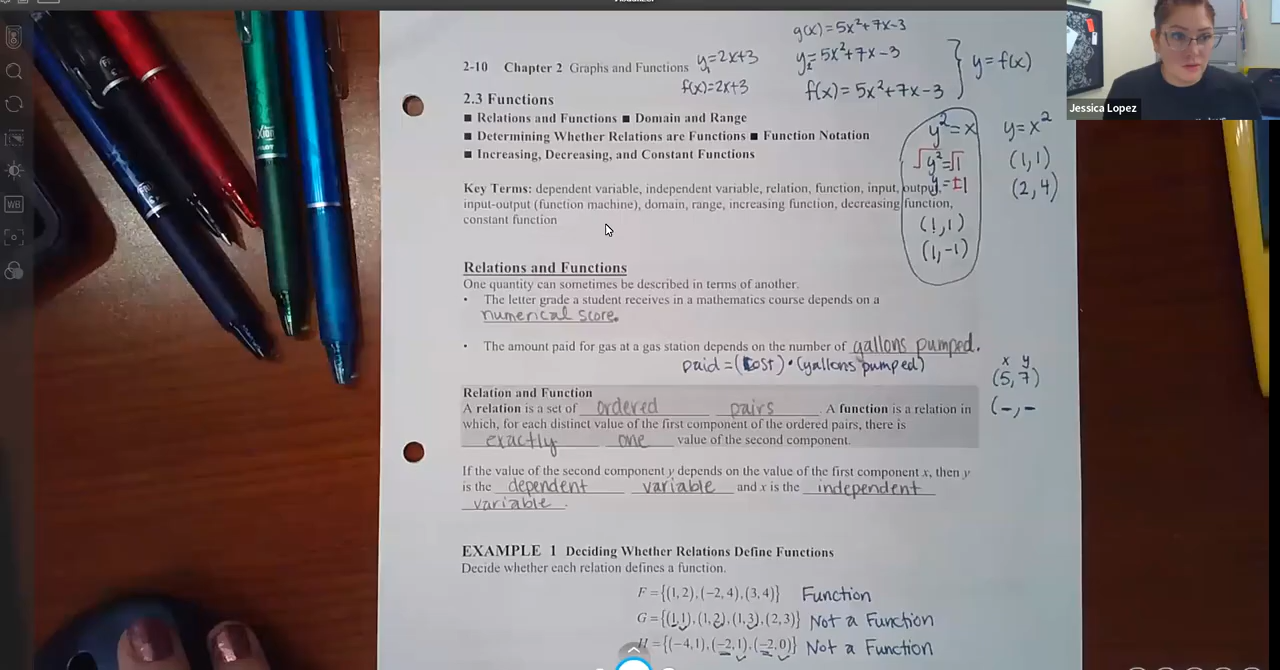 g(x)=5x²+7x-3
2-10 Chapter 2 Graphs and Functions y₁=2x+3 y₂=5x²+7x-3
f(x)=2x+3 f(x)=5x²+7x-3 } y=f(x)
Jessica Lopez
2.3 Functions
■ Relations and Functions ■ Domain and Range
■ Determining Whether Relations are Functions ■ Function Notation
■ Increasing, Decreasing, and Constant Functions
y²=x
√y²=√1
y=±1
(1,1)
(1,-1)
y=x²
(1,1)
(2,4)
Key Terms: dependent variable, independent variable, relation, function, input, output,
input-output (function machine), domain, range, increasing function, decreasing function,
constant function
Relations and Functions
One quantity can sometimes be described in terms of another.
• The letter grade a student receives in a mathematics course depends on a
numerical score.
• The amount paid for gas at a gas station depends on the number of gallons pumped.
paid=(cost)·(gallons pumped)
x y
(5,7)
(-,-
Relation and Function
A relation is a set of ordered pairs. A function is a relation in
which, for each distinct value of the first component of the ordered pairs, there is
exactly one value of the second component.
If the value of the second component y depends on the value of the first component x, then y
is the dependent variable and x is the independent
variable.
EXAMPLE 1 Deciding Whether Relations Define Functions
Decide whether each relation defines a function.
F={(1,2),(−2,4),(3,4)} Function
G={(1,1),(1,2),(1,3),(2,3)} Not a Function
H={(−4,1),(−2,1),(−2,0)} Not a Function
WB